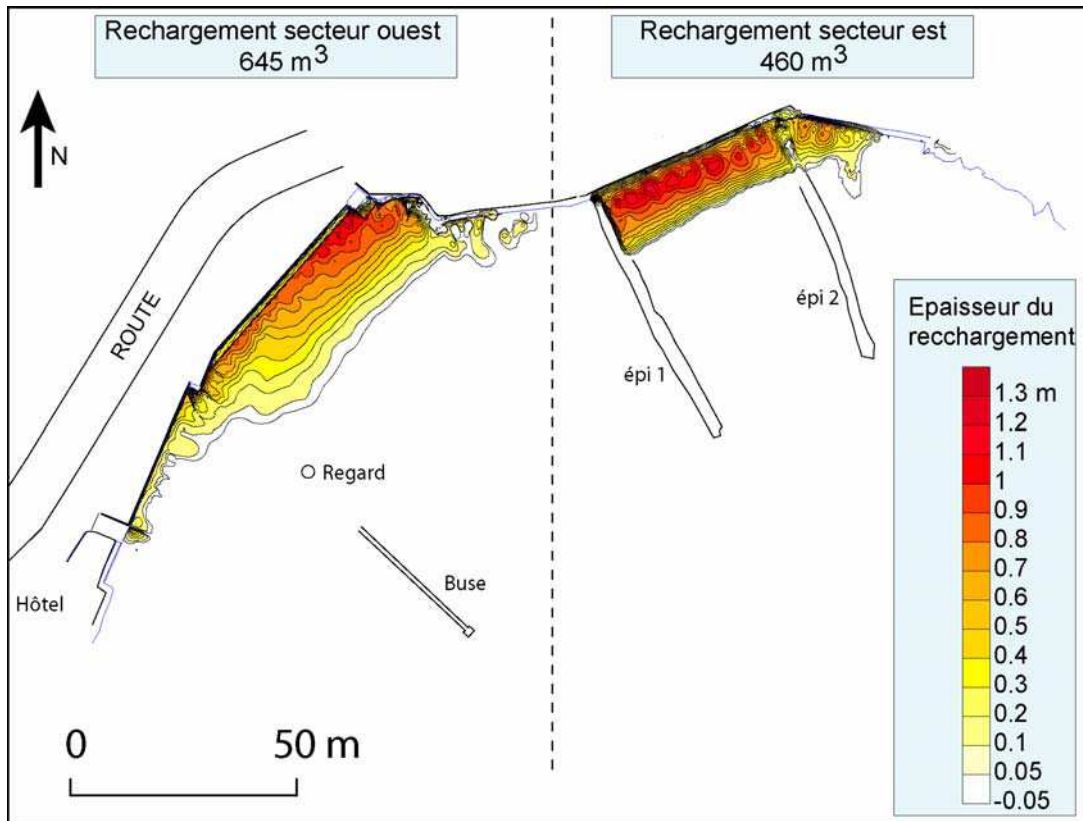 Rechargement secteur ouest
645 m³
Rechargement secteur est
460 m³
N
ROUTE
épi 2
épi 1
Regard
Buse
Hôtel
0 50 m
Epaisseur du
recchargement
1.3 m
1.2
1.1
1
0.9
0.8
0.7
0.6
0.5
0.4
0.3
0.2
0.1
0.05
-0.05